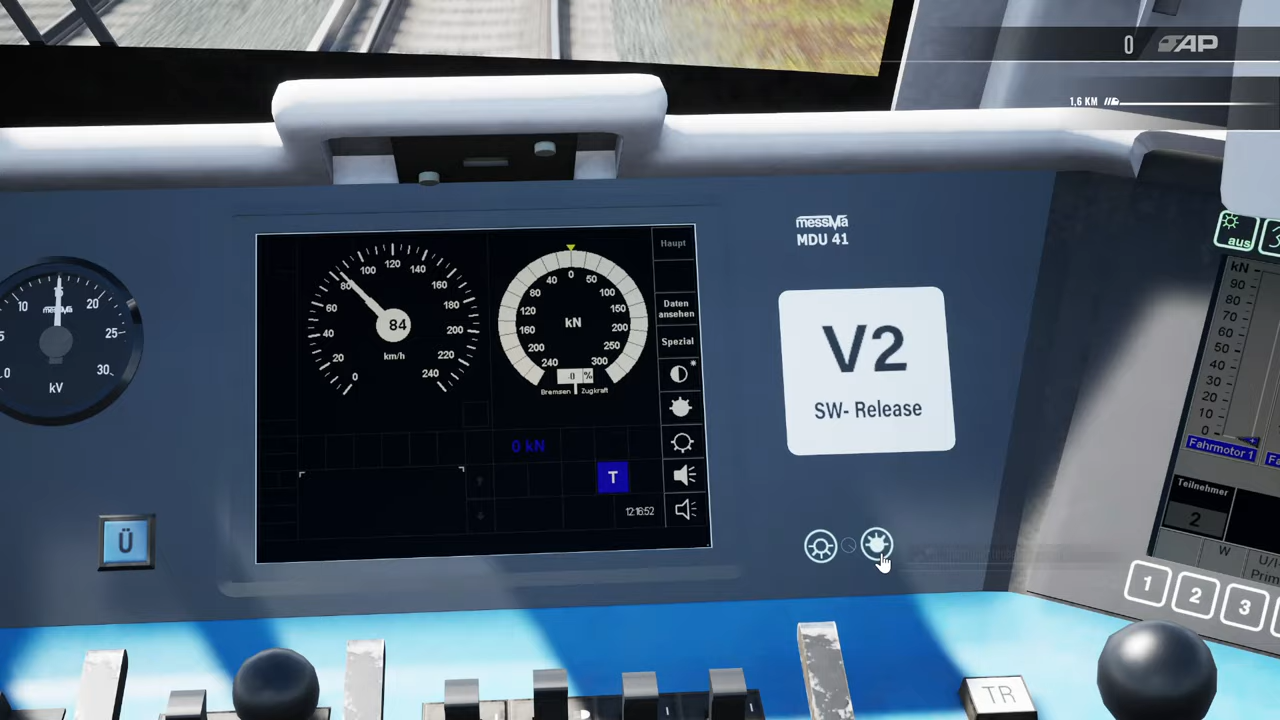 0 AP
1,6 KM
messMa
MDU 41
Haupt
Daten
ansehen
Spezial
0 20 40 60 80 100 120 140 160 180 200 220 240
84
km/h
240 200 160 120 80 40 0 50 100 150 200 250 300
kN
0 %
Bremsen Zugkraft
0 kN
T
12:16:52
V2
SW- Release
10 20 25 30
messMa
kV
Ü
aus
kN
90
80
70
60
50
40
30
20
10
0
Fahrmotor 1
Teilnehmer
2
W
1 2 3
TR